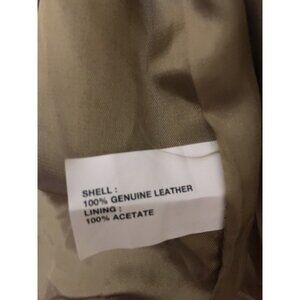 SHELL :
100% GENUINE LEATHER
LINING :
100% ACETATE